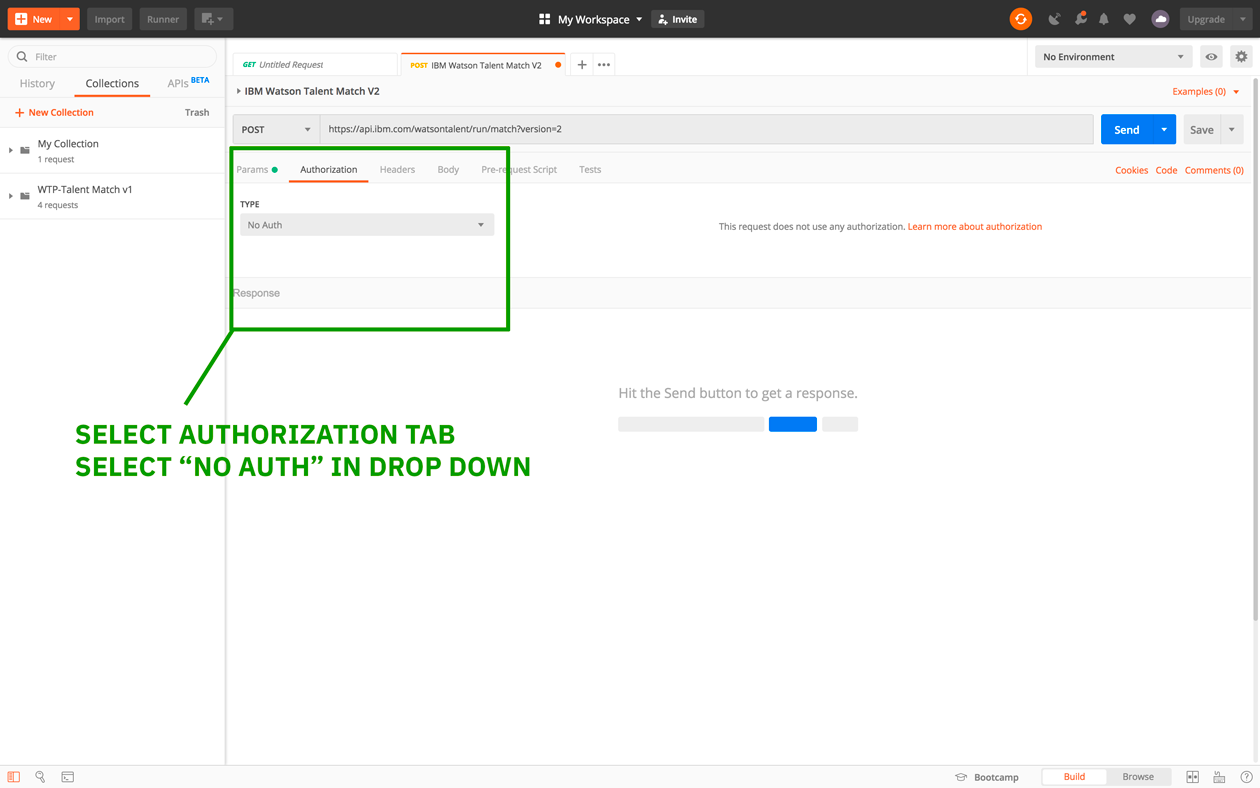 New Import Runner My Workspace Invite Upgrade
Filter
History Collections APIs BETA
New Collection Trash
My Collection
1 request
WTP-Talent Match v1
4 requests
GET Untitled Request POST IBM Watson Talent Match V2 No Environment
IBM Watson Talent Match V2 Examples (0)
POST https://api.ibm.com/watsontalent/run/match?version=2 Send Save
Params Authorization Headers Body Pre-request Script Tests Cookies Code Comments (0)
TYPE
No Auth
This request does not use any authorization. Learn more about authorization
Response
Hit the Send button to get a response.
SELECT AUTHORIZATION TAB
SELECT “NO AUTH” IN DROP DOWN
Bootcamp Build Browse